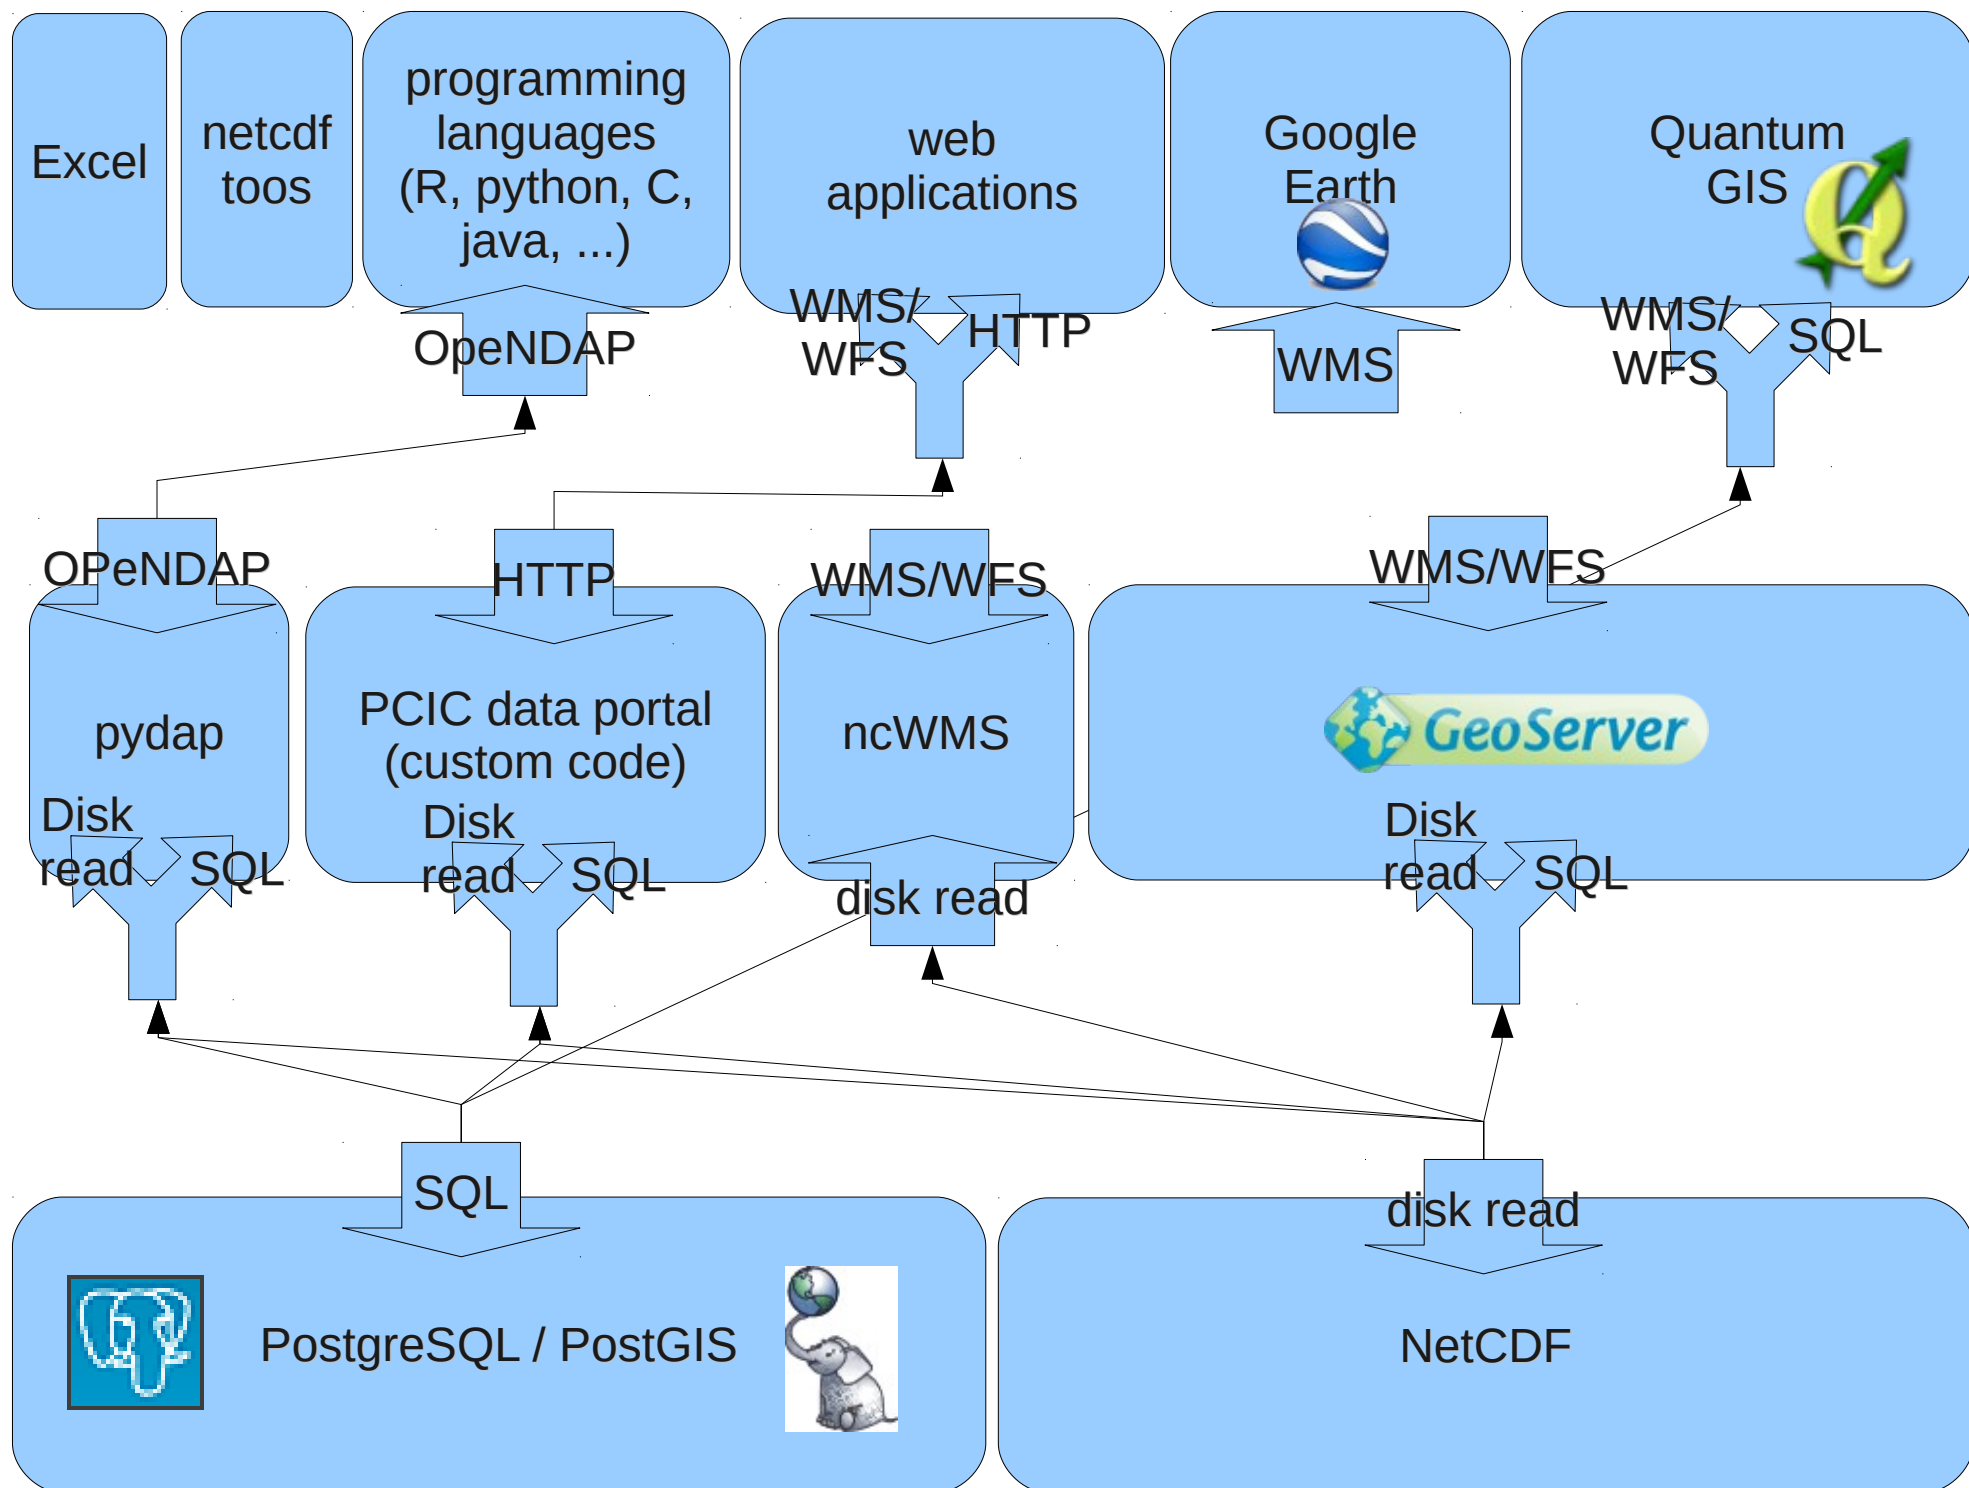 Excel
netcdf
toos
programming
languages
(R, python, C,
java, ...)
web
applications
Google
Earth
Quantum
GIS
OpeNDAP
WMS/
WFS
HTTP
WMS
WMS/
WFS
SQL
OPeNDAP
HTTP
WMS/WFS
WMS/WFS
pydap
PCIC data portal
(custom code)
ncWMS
GeoServer
Disk
read
SQL
Disk
read
SQL
disk read
Disk
read
SQL
SQL
disk read
PostgreSQL / PostGIS
NetCDF